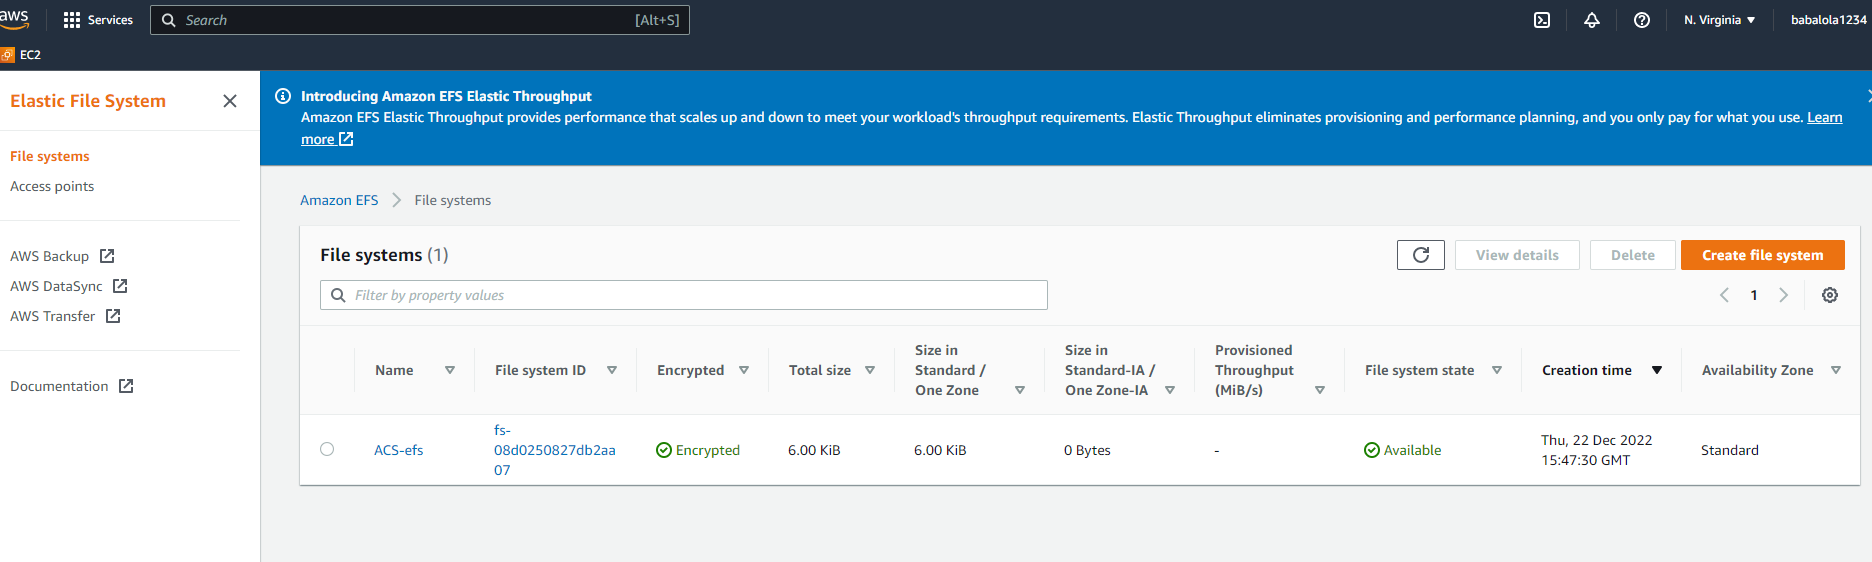 aws
Services
Search
[Alt+S]
N. Virginia
babalola1234
EC2
Elastic File System
File systems
Access points
AWS Backup
AWS DataSync
AWS Transfer
Documentation
Introducing Amazon EFS Elastic Throughput
Amazon EFS Elastic Throughput provides performance that scales up and down to meet your workload's throughput requirements. Elastic Throughput eliminates provisioning and performance planning, and you only pay for what you use. Learn
more
Amazon EFS
File systems
File systems (1)
View details
Delete
Create file system
Filter by property values
1
Name
File system ID
Encrypted
Total size
Size in
Standard /
One Zone
Size in
Standard-IA /
One Zone-IA
Provisioned
Throughput
(MiB/s)
File system state
Creation time
Availability Zone
ACS-efs
fs-
08d0250827db2aa
07
Encrypted
6.00 KiB
6.00 KiB
0 Bytes
-
Available
Thu, 22 Dec 2022
15:47:30 GMT
Standard